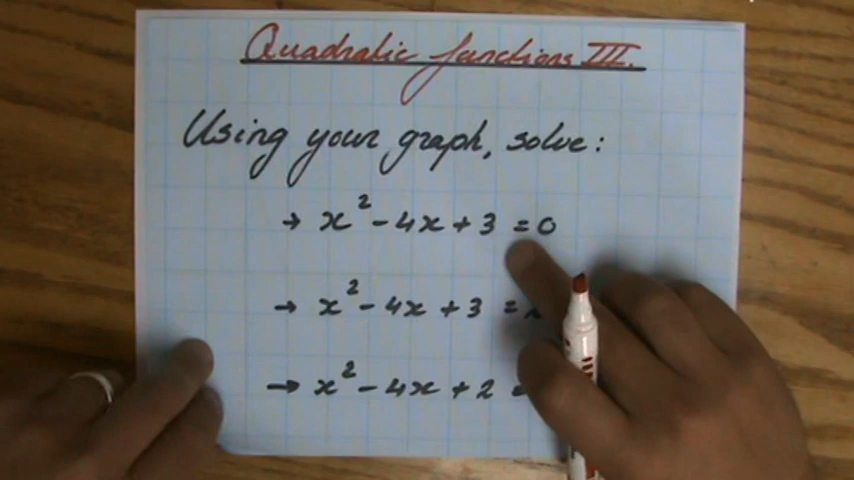 Quadratic functions III.
Using your graph, solve:
→ x² - 4x + 3 = 0
→ x² - 4x + 3 =
→ x² - 4x + 2 =